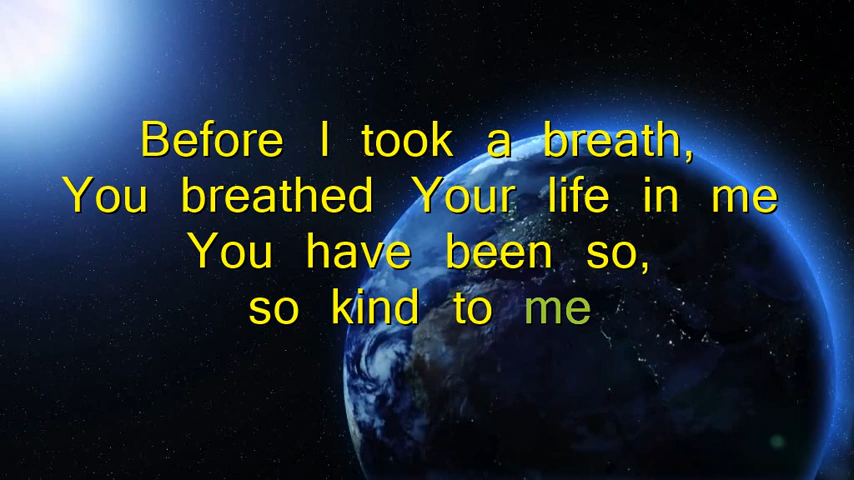 Before I took a breath,
You breathed Your life in me
You have been so,
so kind to me